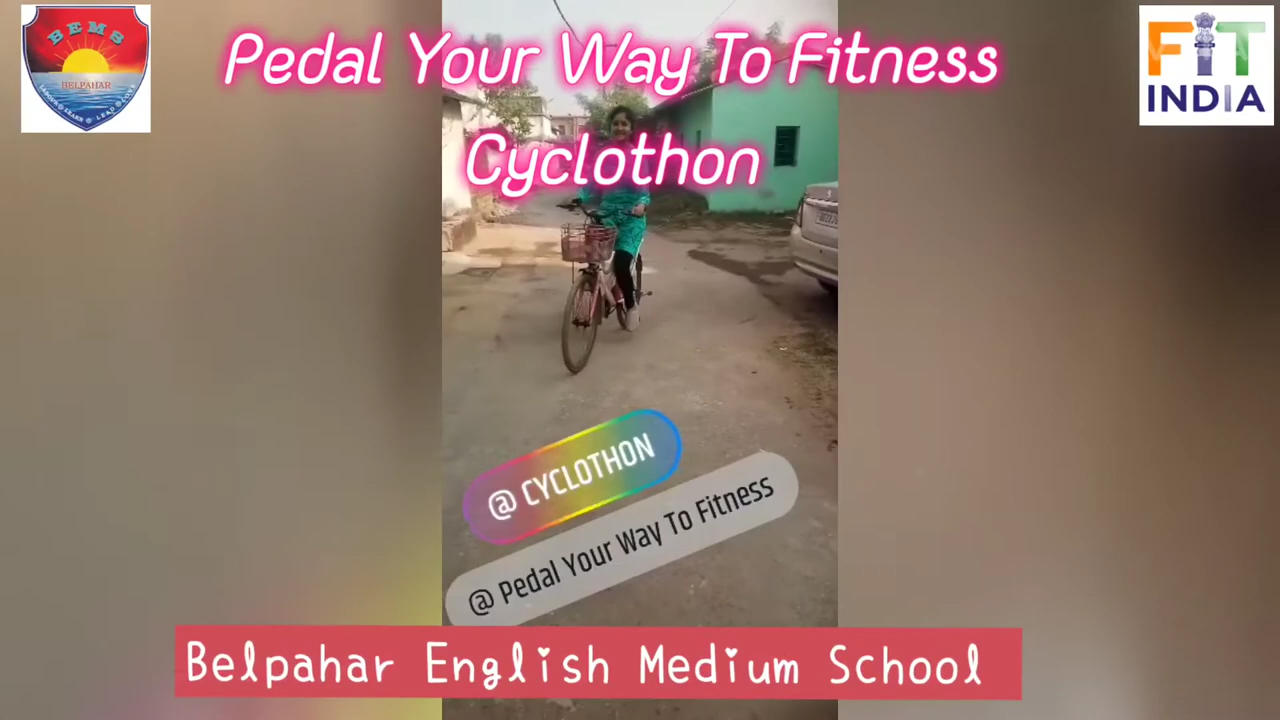 BEMS
BELPAHAR
Pedal Your Way To Fitness
Cyclothon
FIT
INDIA
@ CYCLOTHON
@ Pedal Your Way To Fitness
Belpahar English Medium School